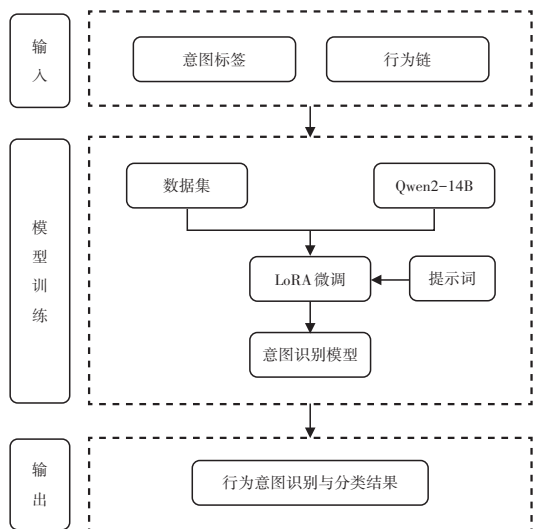 输入
意图标签
行为链
模型训练
数据集
Qwen2-14B
LoRA 微调
提示词
意图识别模型
输出
行为意图识别与分类结果